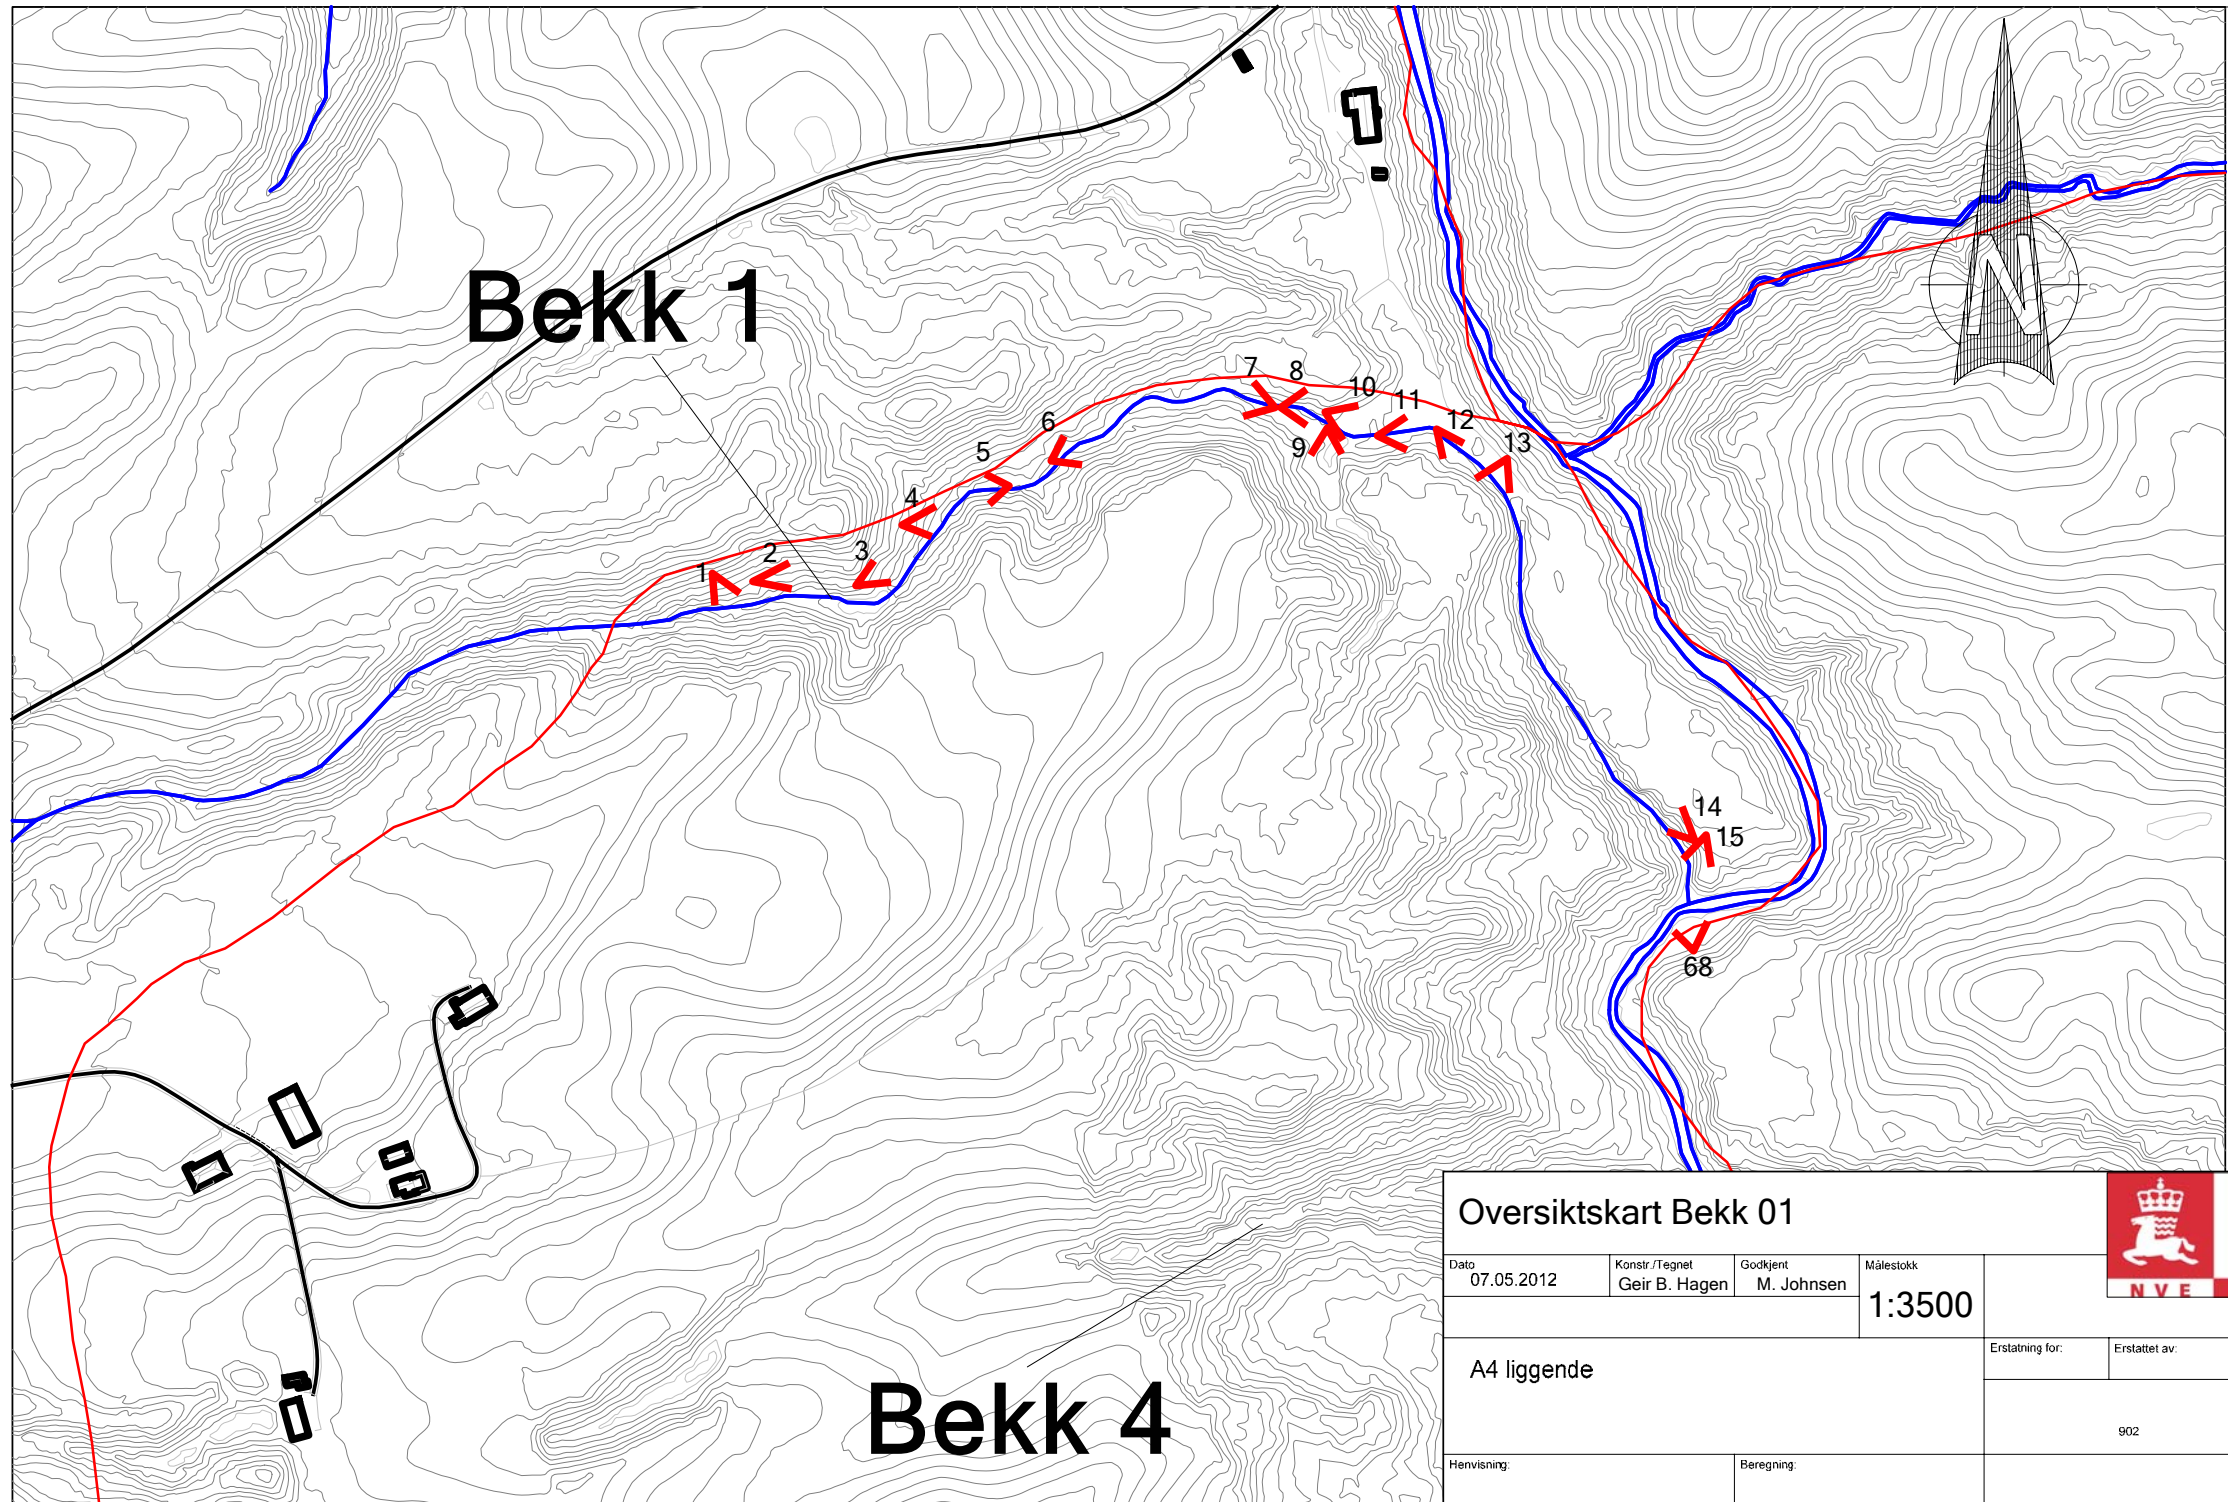 N
Bekk 1
7
8
10
11
12
13
9
6
5
4
3
2
1
14
15
68
Bekk 4
Oversiktskart Bekk 01
NVE
Dato
07.05.2012
Konstr./Tegnet
Geir B. Hagen
Godkjent
M. Johnsen
Målestokk
1:3500
A4 liggende
Erstatning for:
Erstattet av:
902
Henvisning:
Beregning: